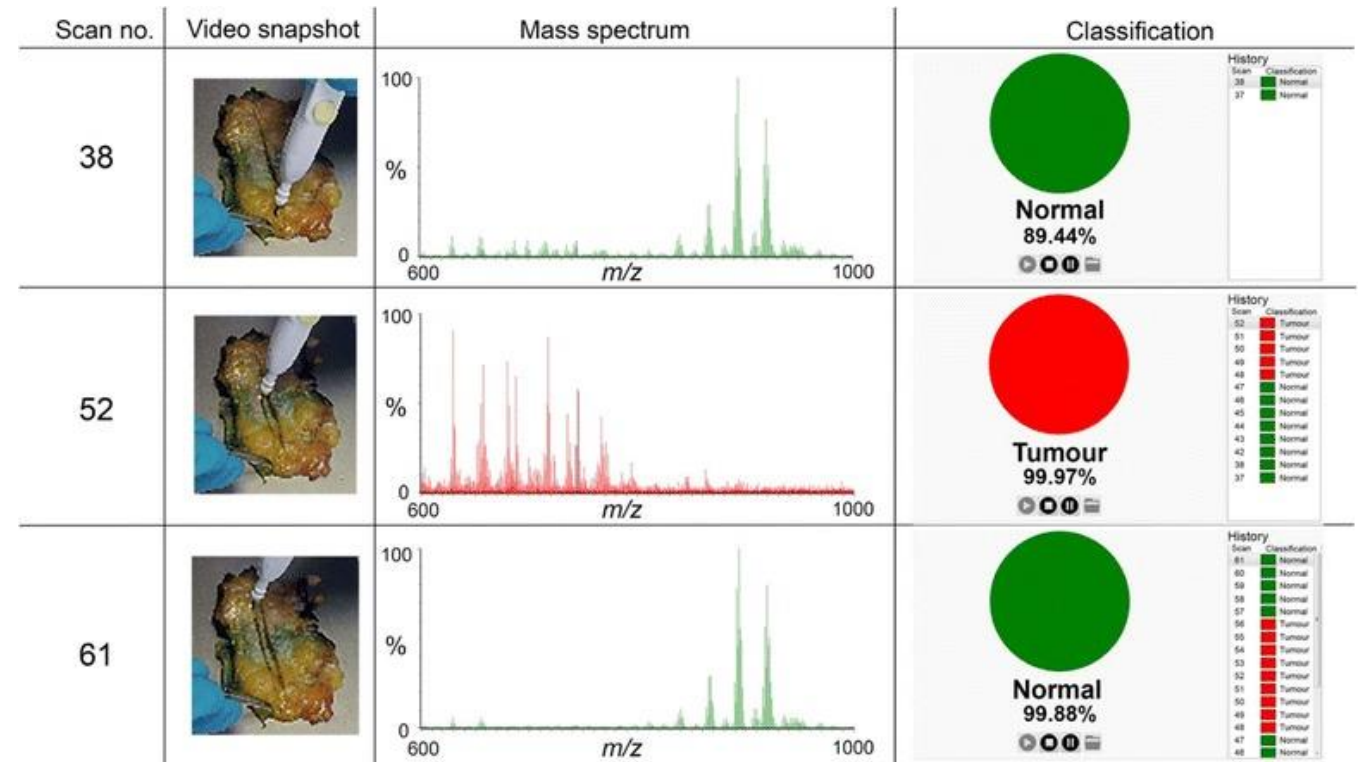 Scan no.
Video snapshot
Mass spectrum
Classification
38
100
%
0
600
m/z
1000
Normal
89.44%
History
Scan Classification
38 Normal
37 Normal
52
100
%
0
600
m/z
1000
Tumour
99.97%
History
Scan Classification
52 Tumour
51 Tumour
50 Tumour
49 Tumour
48 Tumour
47 Normal
46 Normal
45 Normal
44 Normal
43 Normal
42 Normal
38 Normal
37 Normal
61
100
%
0
600
m/z
1000
Normal
99.88%
History
Scan Classification
61 Normal
60 Normal
59 Normal
58 Normal
57 Normal
56 Tumour
55 Tumour
54 Tumour
53 Tumour
52 Tumour
51 Tumour
50 Tumour
49 Tumour
48 Tumour
47 Normal
46 Normal